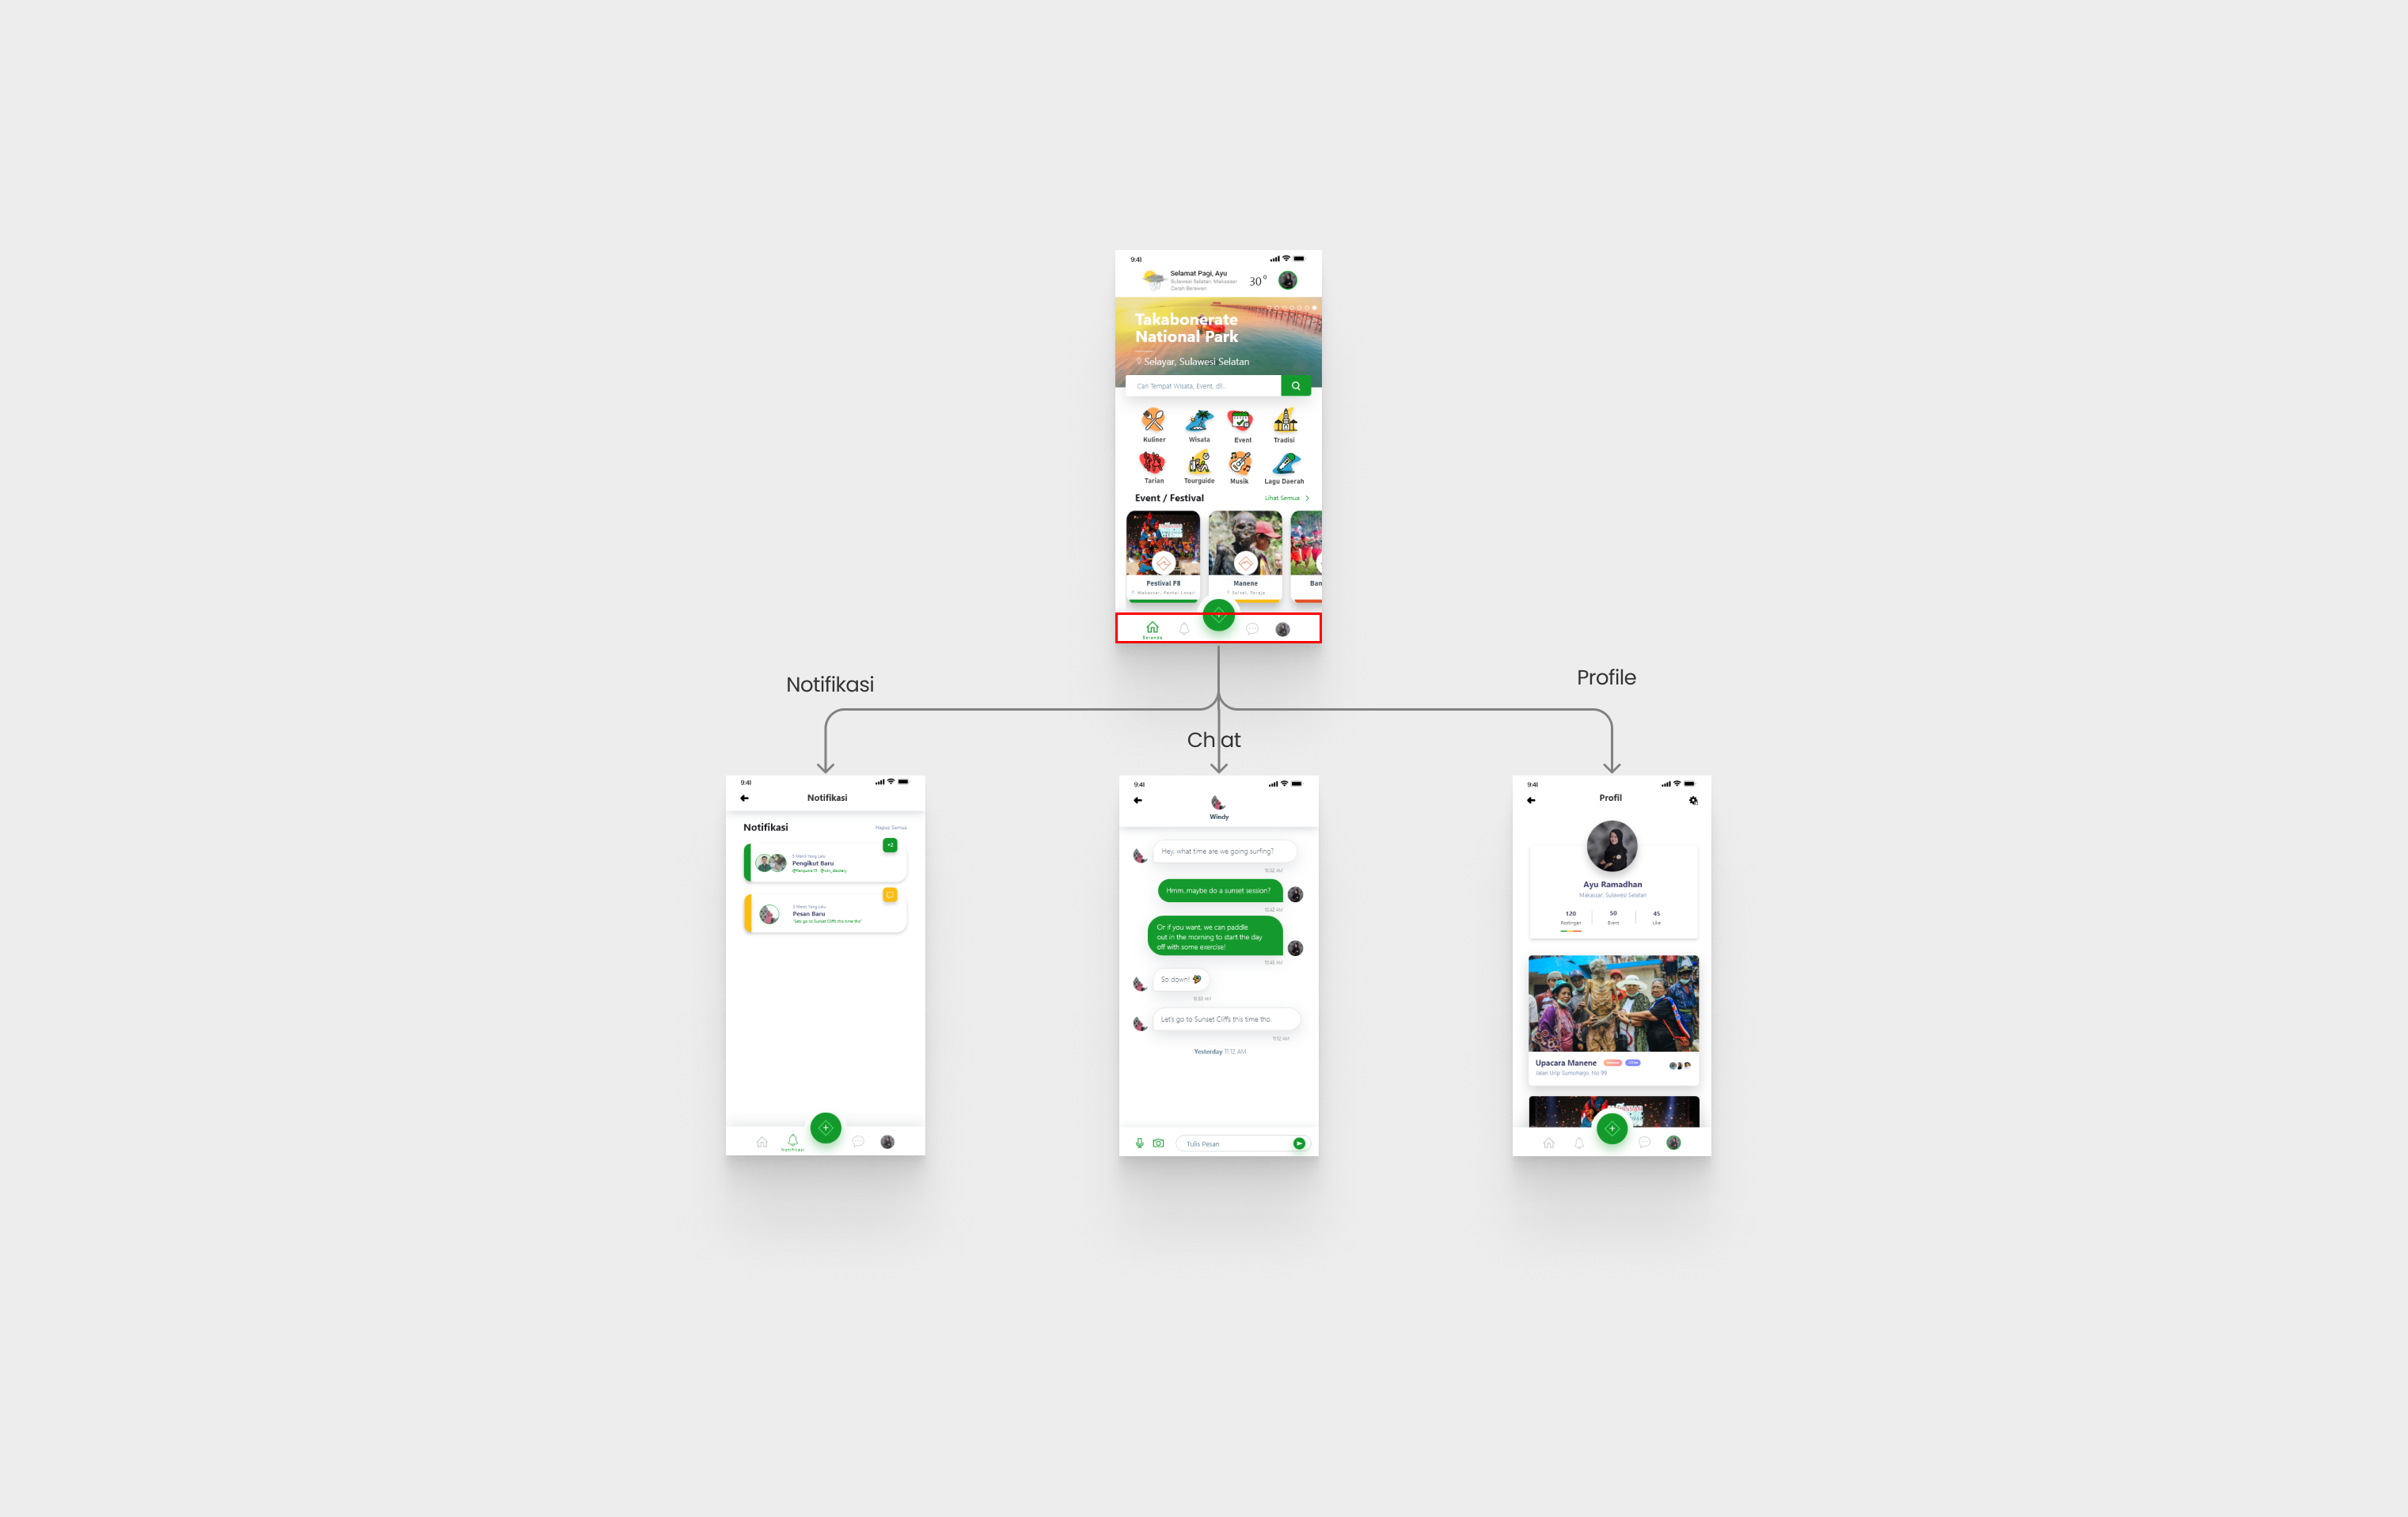 9:41
Selamat Pagi, Ayu
Sulawesi Selatan, Makassar
Cerah Berawan
30°
Takabonerate
National Park
Selayar, Sulawesi Selatan
Cari Tempat Wisata, Event, dll..
Kuliner
Wisata
Event
Tradisi
Tarian
Tourguide
Musik
Lagu Daerah
Event / Festival
Lihat Semua
Festival F8
Makassar, Pantai Losari
Manene
Sulsel, Toraja
Ban
Beranda
Notifikasi
Chat
Profile
9:41
Notifikasi
Notifikasi
Hapus Semua
+2
5 Menit Yang Lalu
Pengikut Baru
5 Menit Yang Lalu
Pesan Baru
"Lets go to Sunset Cliffs this time tho"
Notifikasi
9:41
Windy
Hey, what time are we going surfing?
10:32 AM
Hmm..maybe do a sunset session?
10:42 AM
Or if you want, we can paddle
out in the morning to start the day
off with some exercise!
10:45 AM
So down!
Let's go to Sunset Cliffs this time tho.
11:12 AM
Yesterday 11:12 AM
Tulis Pesan
9:41
Profil
Ayu Ramadhan
Makassar, Sulawesi Selatan
120
50
45
Postingan
Event
Like
Upacara Manene
Jalan Urip Sumoharjo, No 99